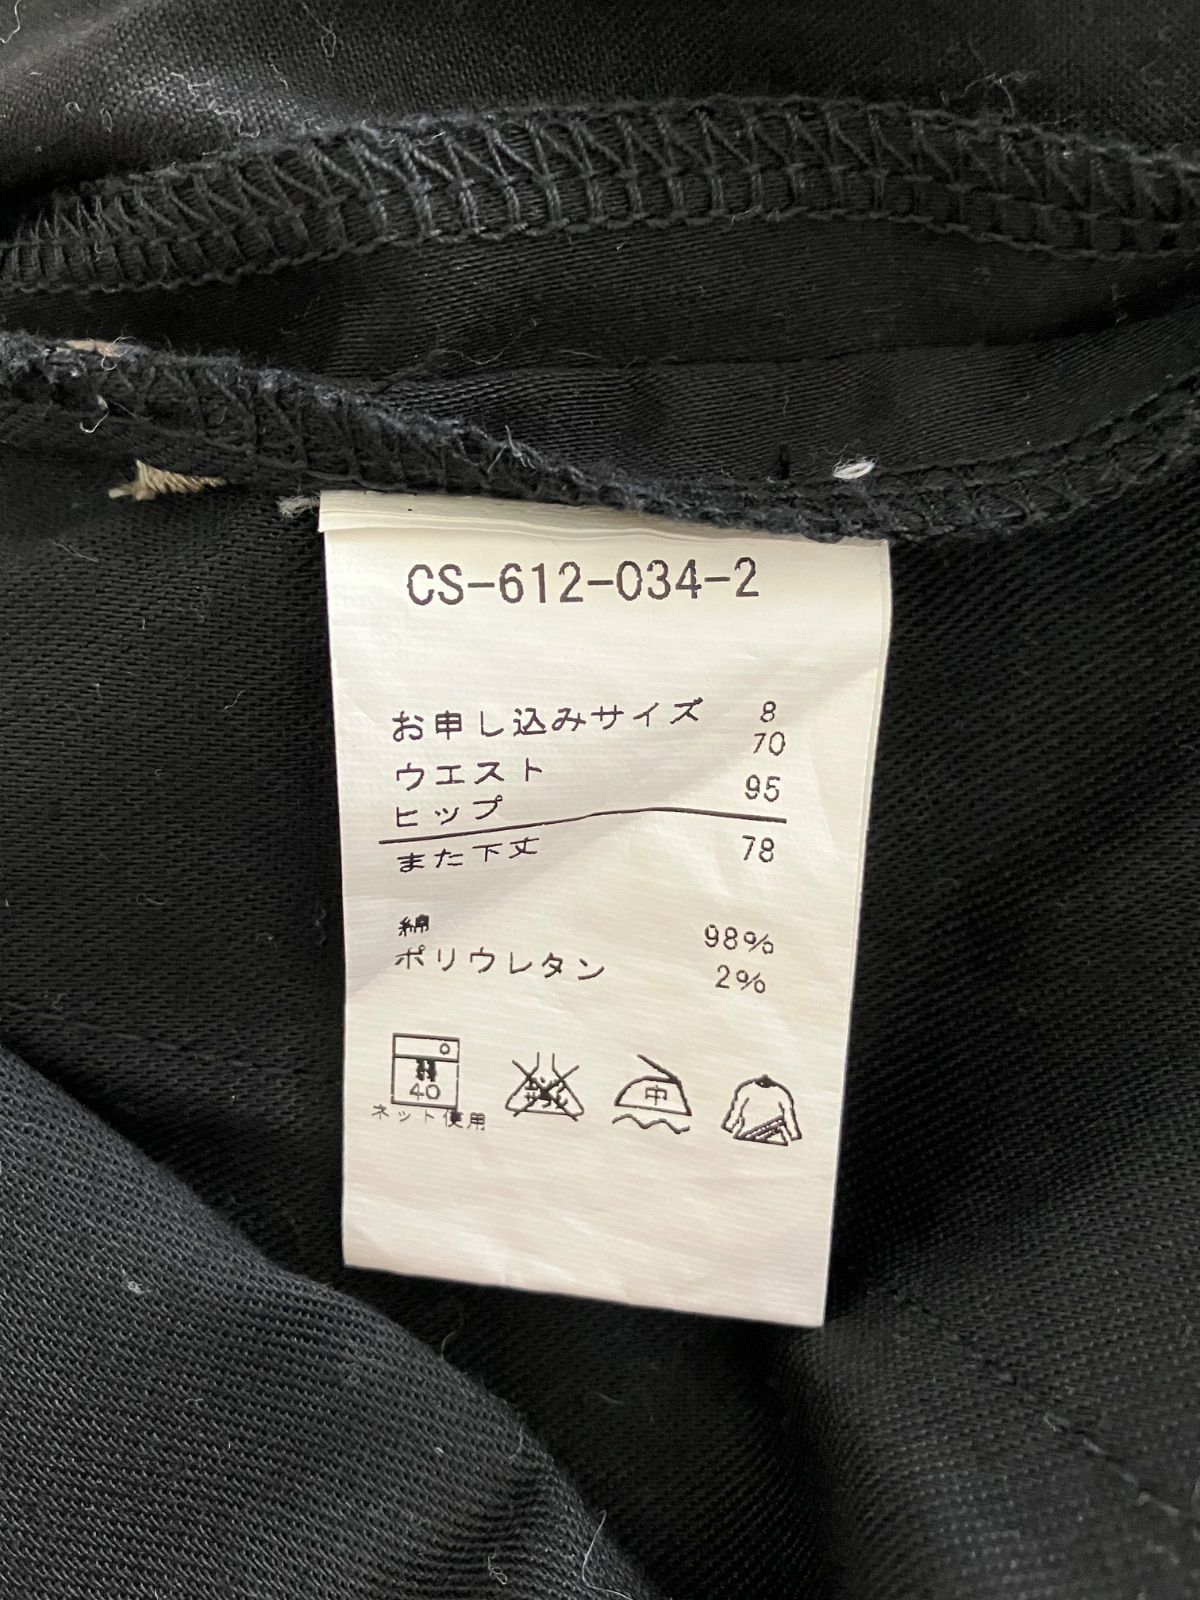 CS-612-034-2
お申し込みサイズ 8
ウエスト 70
ヒップ 95
また下丈 78
綿 98%
ポリウレタン 2%
40
中
ネット使用